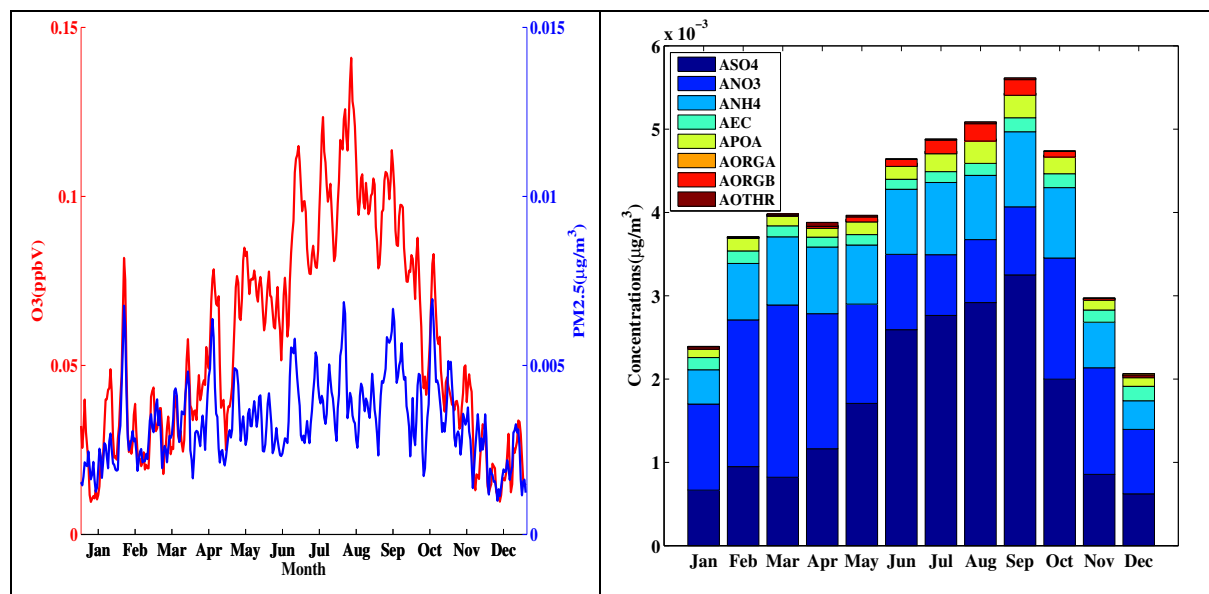 0.15
0.1
0.05
0
O3(ppbV)
0.015
0.01
0.005
0
PM2.5(μg/m³)
Jan Feb Mar Apr May Jun Jul Aug Sep Oct Nov Dec
Month
x 10⁻³
6
5
4
3
2
1
0
Concentrations(μg/m³)
ASO4
ANO3
ANH4
AEC
APOA
AORGA
AORGB
AOTHR
Jan Feb Mar Apr May Jun Jul Aug Sep Oct Nov Dec